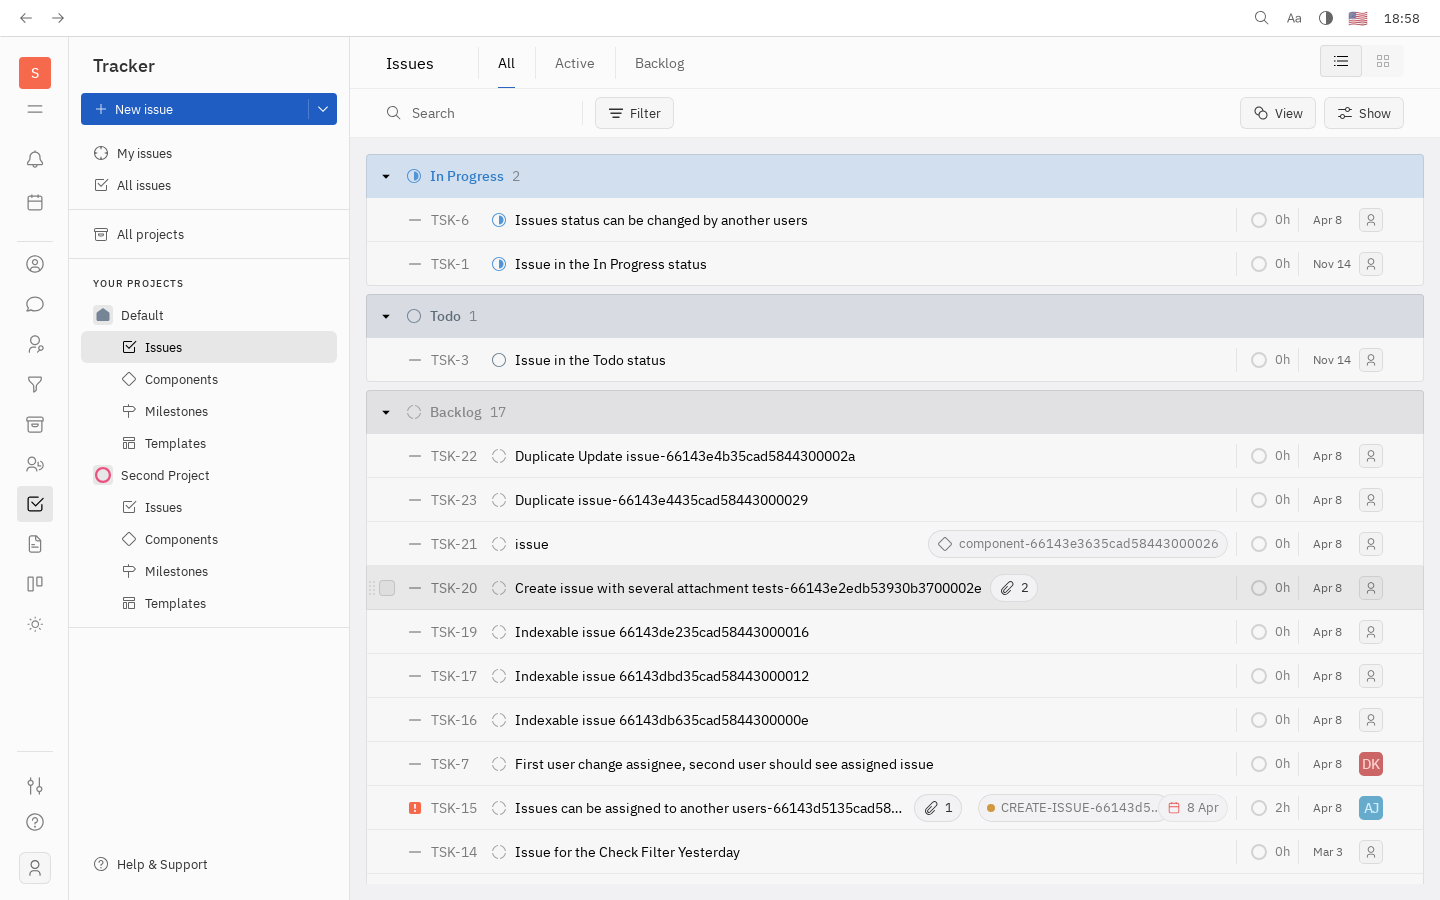 Aa 18:58
S
Tracker
New issue
My issues
All issues
All projects
YOUR PROJECTS
Default
Issues
Components
Milestones
Templates
Second Project
Issues
Components
Milestones
Templates
Help & Support
Issues All Active Backlog
Search Filter View Show
In Progress 2
TSK-6 Issues status can be changed by another users 0h Apr 8
TSK-1 Issue in the In Progress status 0h Nov 14
Todo 1
TSK-3 Issue in the Todo status 0h Nov 14
Backlog 17
TSK-22 Duplicate Update issue-66143e4b35cad5844300002a 0h Apr 8
TSK-23 Duplicate issue-66143e4435cad58443000029 0h Apr 8
TSK-21 issue component-66143e3635cad58443000026 0h Apr 8
TSK-20 Create issue with several attachment tests-66143e2edb53930b3700002e 2 0h Apr 8
TSK-19 Indexable issue 66143de235cad58443000016 0h Apr 8
TSK-17 Indexable issue 66143dbd35cad58443000012 0h Apr 8
TSK-16 Indexable issue 66143db635cad5844300000e 0h Apr 8
TSK-7 First user change assignee, second user should see assigned issue 0h Apr 8 DK
TSK-15 Issues can be assigned to another users-66143d5135cad58... 1 CREATE-ISSUE-66143d5... 8 Apr 2h Apr 8 AJ
TSK-14 Issue for the Check Filter Yesterday 0h Mar 3